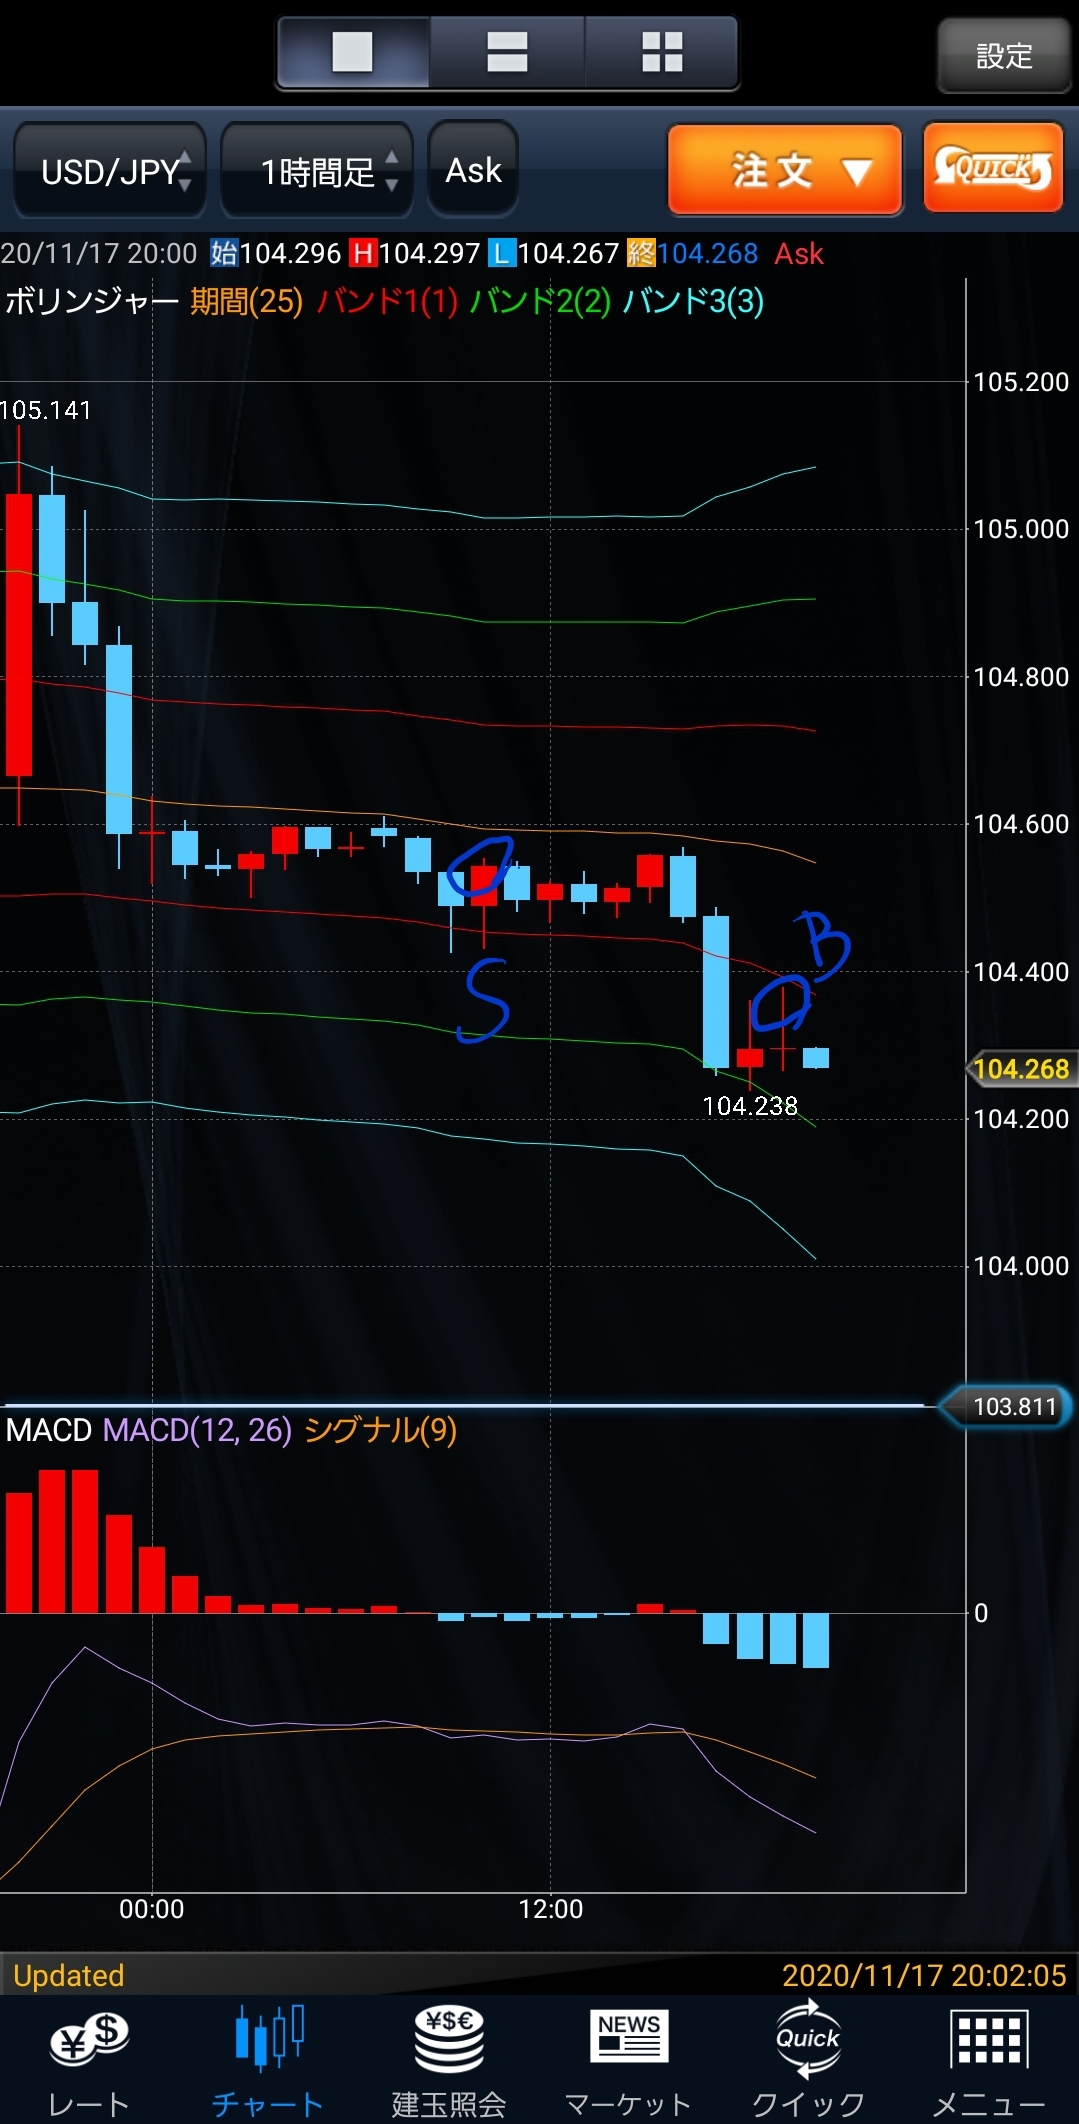 設定
USD/JPY 1時間足 Ask 注文 ▼ QUICK
20/11/17 20:00 始104.296 H104.297 L104.267 終104.268 Ask
ボリンジャー 期間(25) バンド1(1) バンド2(2) バンド3(3)
105.200
105.141
105.000
104.800
104.600
B
104.400
S
104.268
104.238
104.200
104.000
103.811
MACD MACD(12, 26) シグナル(9)
0
00:00 12:00
Updated 2020/11/17 20:02:05
¥ $ ¥$€ NEWS Quick
レート チャート 建玉照会 マーケット クイック メニュー